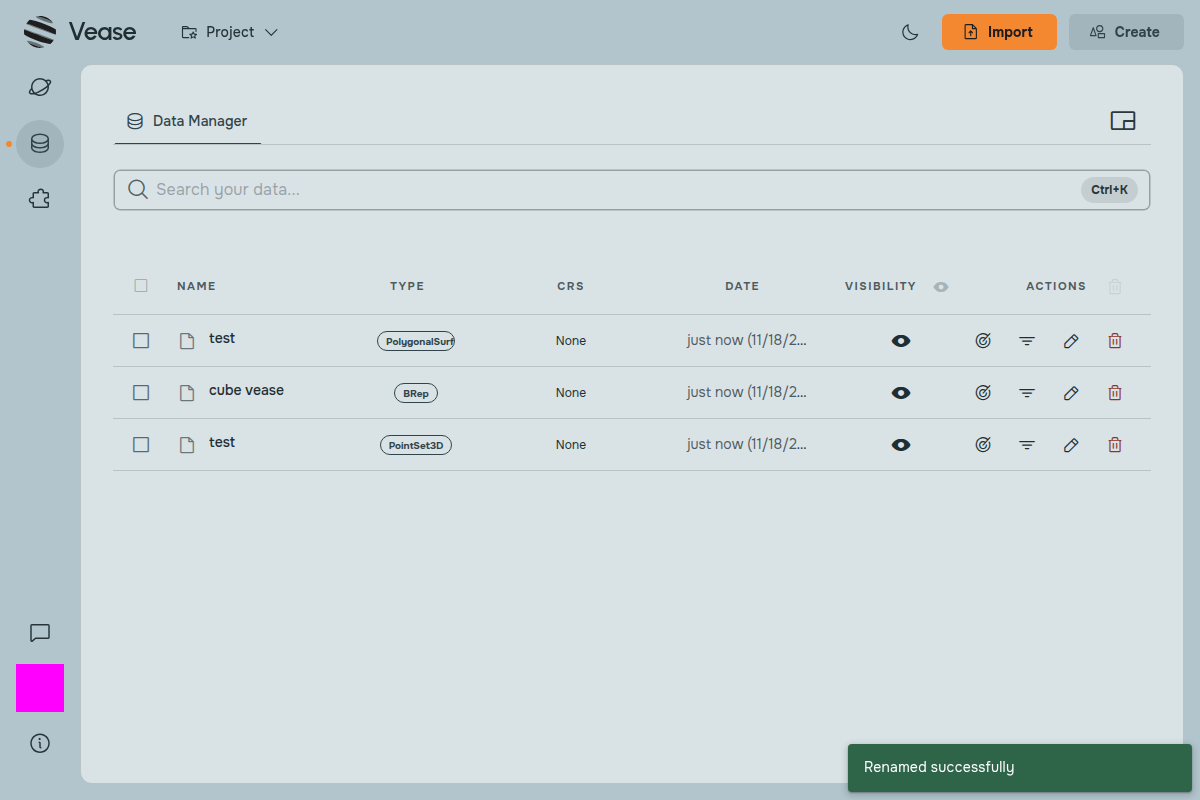 Vease
Project
Import
Create
Data Manager
Search your data...
Ctrl+K
NAME TYPE CRS DATE VISIBILITY ACTIONS
test PolygonalSurf None just now (11/18/2...
cube vease BRep None just now (11/18/2...
test PointSet3D None just now (11/18/2...
Renamed successfully